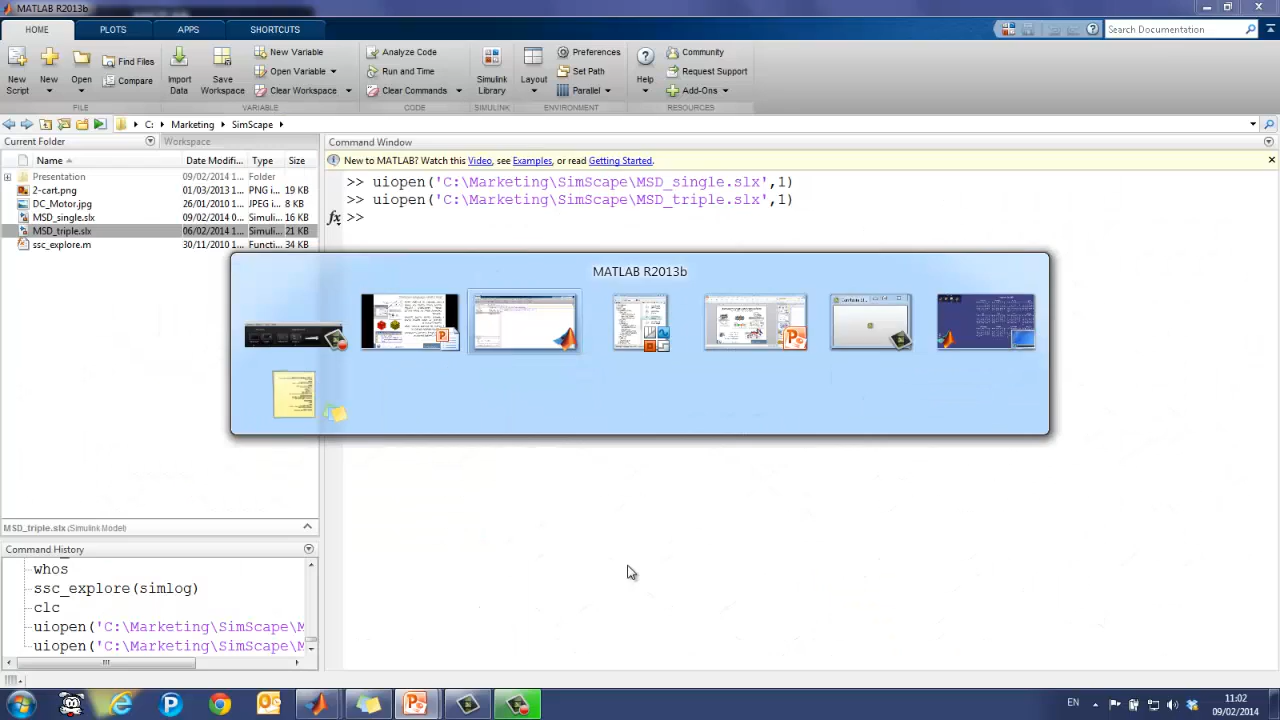 MATLAB R2013b
HOME
PLOTS
APPS
SHORTCUTS
Search Documentation
New Script
New
Open
Find Files
Compare
Import Data
Save Workspace
New Variable
Open Variable
Clear Workspace
Analyze Code
Run and Time
Clear Commands
Simulink Library
Layout
Preferences
Set Path
Parallel
Help
Community
Request Support
Add-Ons
FILE
VARIABLE
CODE
SIMULINK
ENVIRONMENT
RESOURCES
C:
Marketing
SimScape
Current Folder
Workspace
Name
Date Modifi...
Type
Size
Presentation
09/02/2014 1...
Folder
2-cart.png
01/03/2013 1...
PNG i...
19 KB
DC_Motor.jpg
26/01/2010 1...
JPEG i...
8 KB
MSD_single.slx
09/02/2014 0...
Simuli...
16 KB
MSD_triple.slx
06/02/2014 1...
Simuli...
21 KB
ssc_explore.m
30/11/2010 1...
Functi...
34 KB
Command Window
New to MATLAB? Watch this Video, see Examples, or read Getting Started.
>> uiopen('C:\Marketing\SimScape\MSD_single.slx',1)
>> uiopen('C:\Marketing\SimScape\MSD_triple.slx',1)
fx >>
MATLAB R2013b
MSD_triple.slx (Simulink Model)
Command History
whos
ssc_explore(simlog)
clc
uiopen('C:\Marketing\SimScape\M
uiopen('C:\Marketing\SimScape\M
EN
11:02
09/02/2014